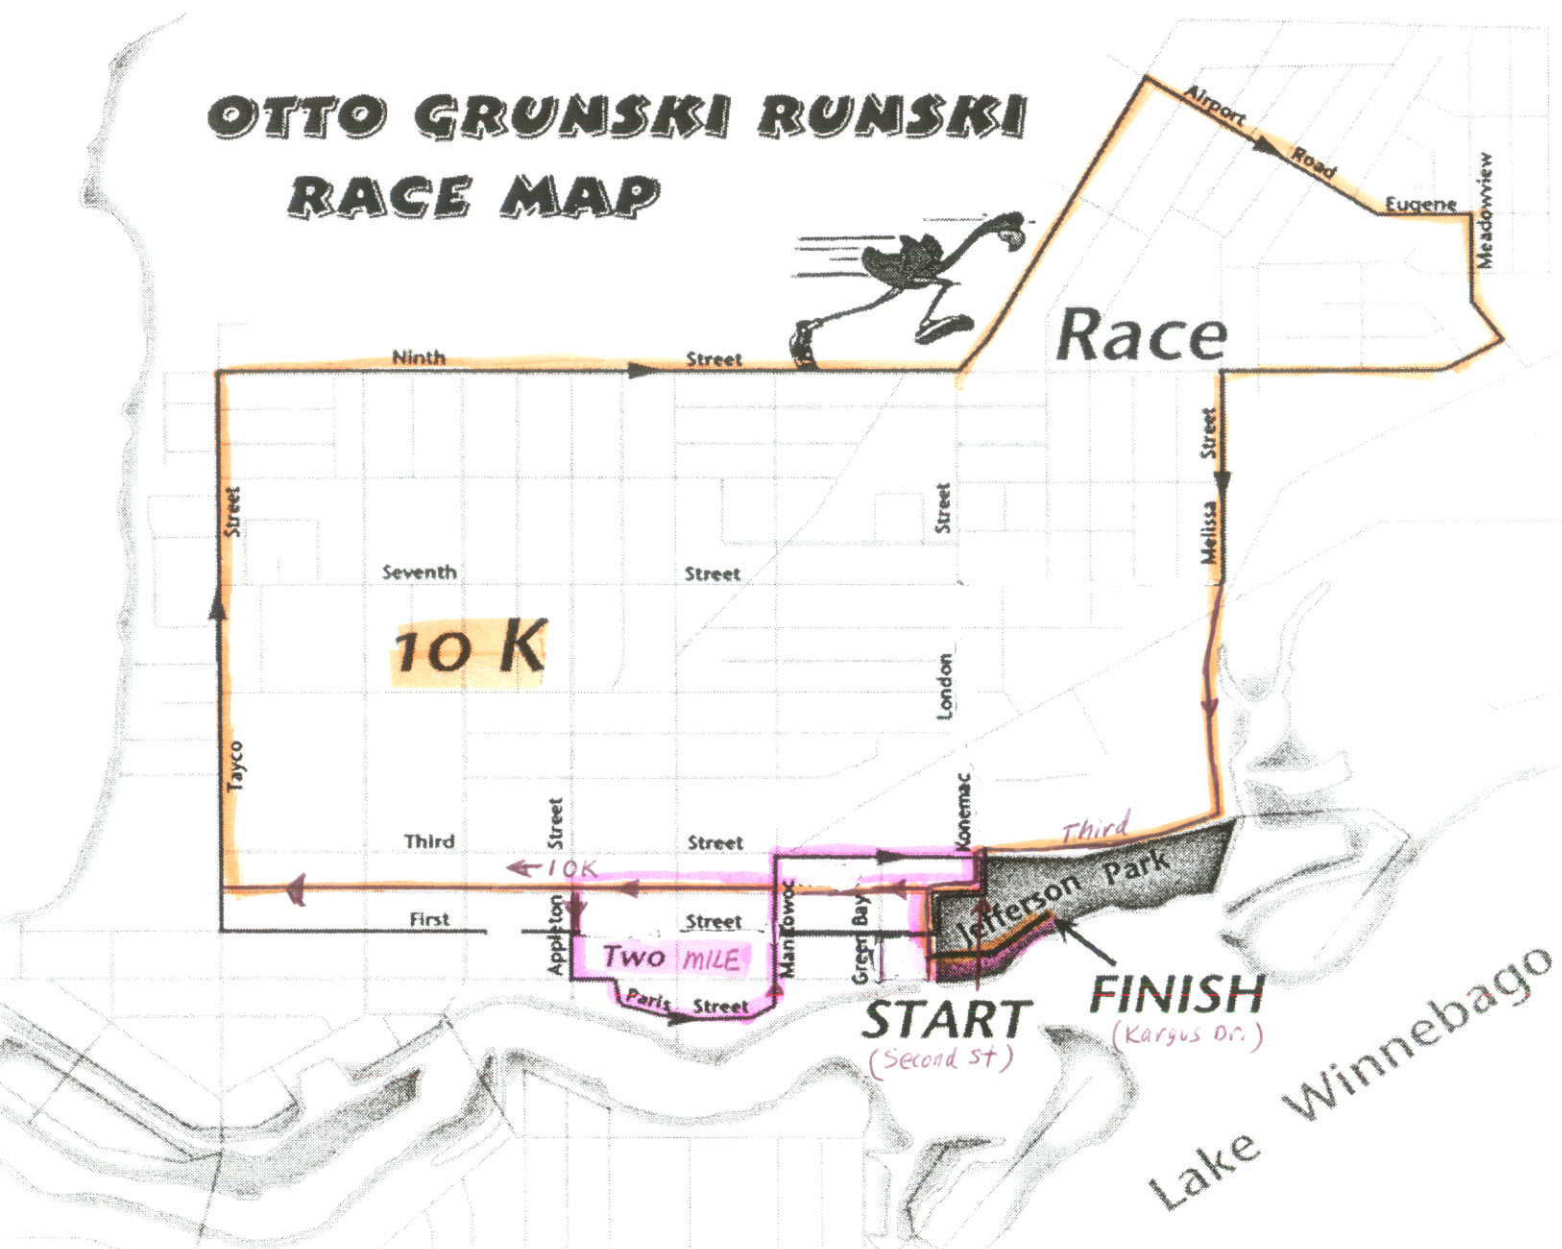 OTTO GRUNSKI RUNSKI
RACE MAP
Airport Road
Eugene
Meadowview
Race
Ninth Street
Street
Street
Street
Melissa
Seventh Street
10 K
London
Tayco
Street
Konemac
Third Street
Third
←10K
Jefferson Park
First Street
Appleton
Manitowoc
Green Bay
Two MILE
Paris Street
START
(Second St)
FINISH
(Kargus Dr.)
Lake Winnebago